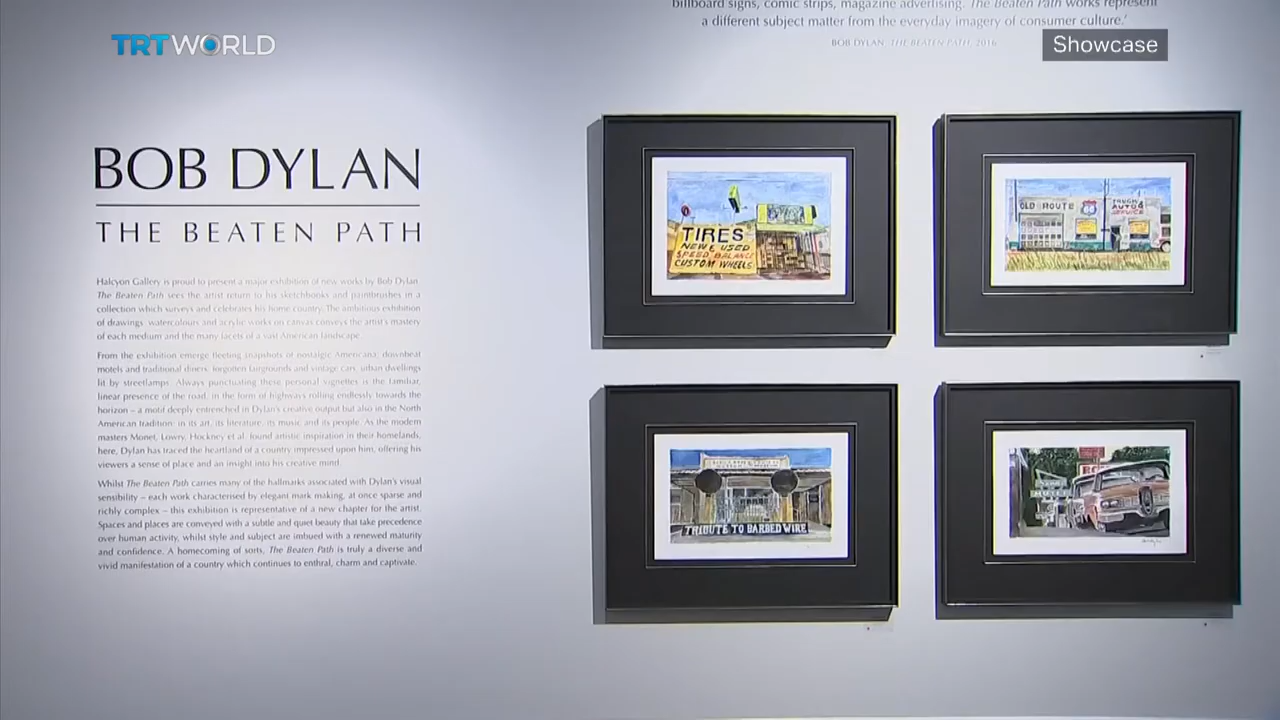 billboard signs, comic strips, magazine advertising. The Beaten Path works represent
a different subject matter from the everyday imagery of consumer culture.'
BOB DYLAN THE BEATEN PATH, 2016
TRTWORLD
Showcase
BOB DYLAN
THE BEATEN PATH
Halcyon Gallery is proud to present a major exhibition of new works by Bob Dylan.
The Beaten Path sees the artist return to his sketchbooks and paintbrushes in a
collection which surveys and celebrates his home country. The ambitious exhibition
of drawings, watercolours and acrylic works on canvas conveys the artist's mastery
of each medium and the many facets of a vast American landscape.
From the exhibition emerge fleeting snapshots of nostalgic Americana: downbeat
motels and traditional diners, forgotten fairgrounds and vintage cars, urban dwellings
lit by streetlamps. Always punctuating these personal vignettes is the familiar,
linear presence of the road, in the form of highways rolling endlessly towards the
horizon – a motif deeply entrenched in Dylan's creative output but also in the North
American tradition: in its art, its literature, its music and its people. As the modern
masters Monet, Lowry, Hockney et al. found artistic inspiration in their homelands,
here, Dylan has traced the heartland of a country impressed upon him, offering his
viewers a sense of place and an insight into his creative mind.
Whilst The Beaten Path carries many of the hallmarks associated with Dylan's visual
sensibility – each work characterised by elegant mark making, at once sparse and
richly complex – this exhibition is representative of a new chapter for the artist.
Spaces and places are conveyed with a subtle and quiet beauty that take precedence
over human activity, whilst style and subject are imbued with a renewed maturity
and confidence. A homecoming of sorts, The Beaten Path is truly a diverse and
vivid manifestation of a country which continues to enthral, charm and captivate.
TIRES
NEW & USED
SPEED BALANCE
CUSTOM WHEELS
OLD ROUTE 66
TRUCK
AUTO
SERVICE
TRIBUTE TO BARBED WIRE
MOTEL